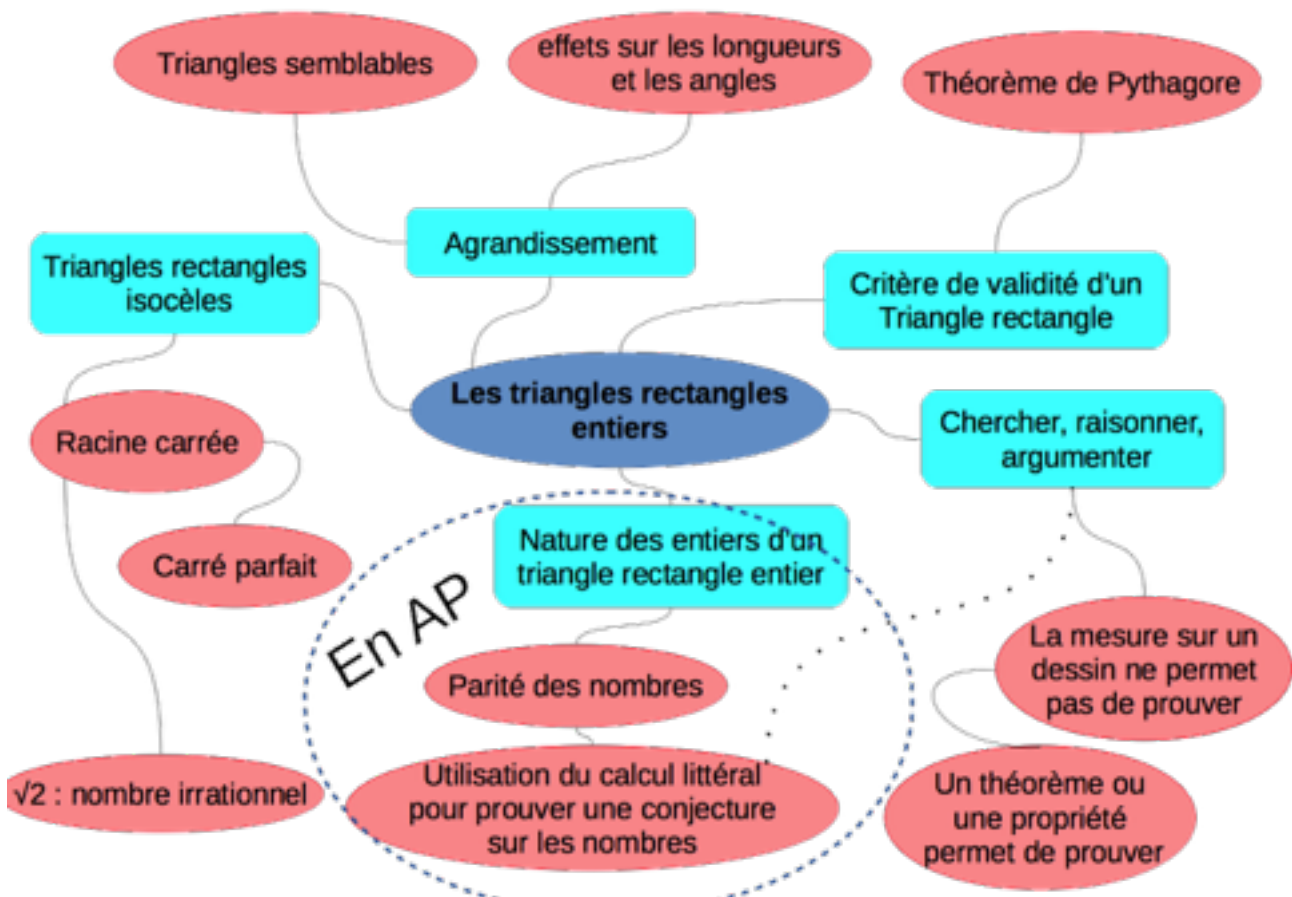 Triangles semblables
effets sur les longueurs
et les angles
Théorème de Pythagore
Agrandissement
Triangles rectangles
isocèles
Critère de validité d'un
Triangle rectangle
Les triangles rectangles
entiers
Chercher, raisonner,
argumenter
Racine carrée
Carré parfait
Nature des entiers d'un
triangle rectangle entier
En AP
Parité des nombres
La mesure sur un
dessin ne permet
pas de prouver
√2 : nombre irrationnel
Utilisation du calcul littéral
pour prouver une conjecture
sur les nombres
Un théorème ou
une propriété
permet de prouver